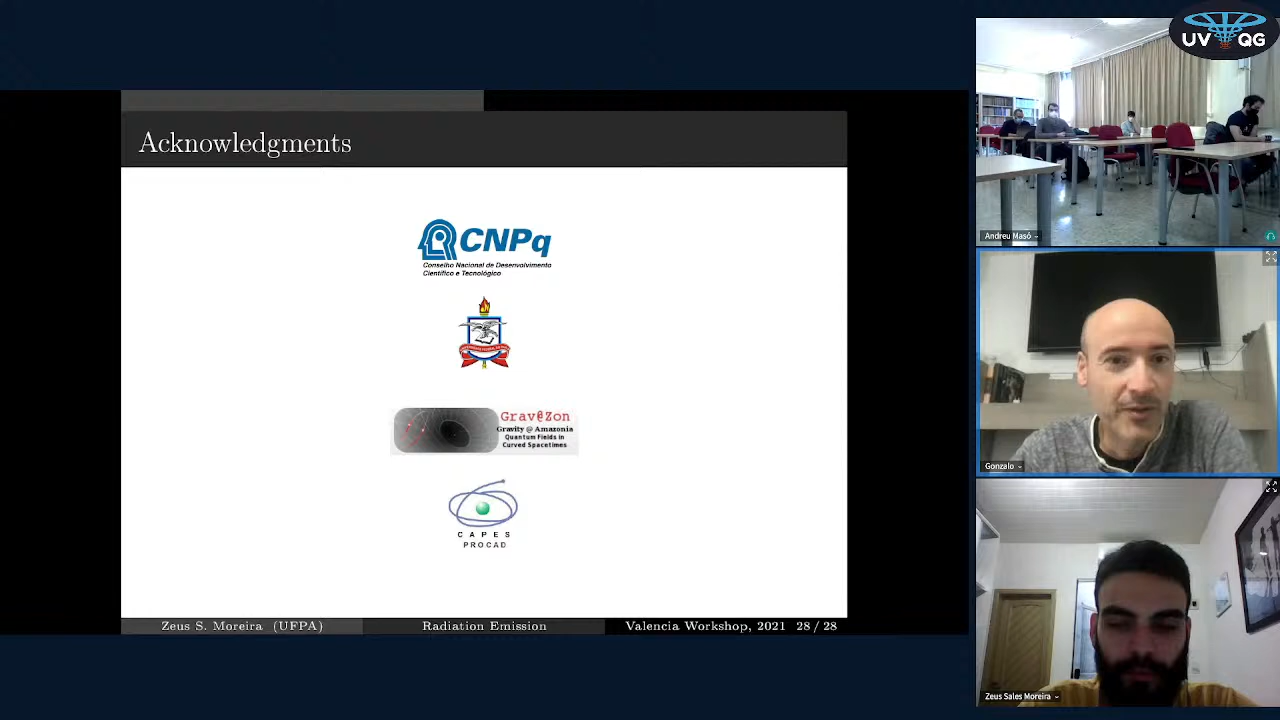 Acknowledgments
CNPq
Conselho Nacional de Desenvolvimento
Científico e Tecnológico
Grav@Zon
Gravity @ Amazonia
Quantum Fields in
Curved Spacetimes
CAPES
PROCAD
Zeus S. Moreira (UFPA)
Radiation Emission
Valencia Workshop, 2021 28 / 28
UV QG
Andreu Masó
Gonzalo
Zeus Sales Moreira